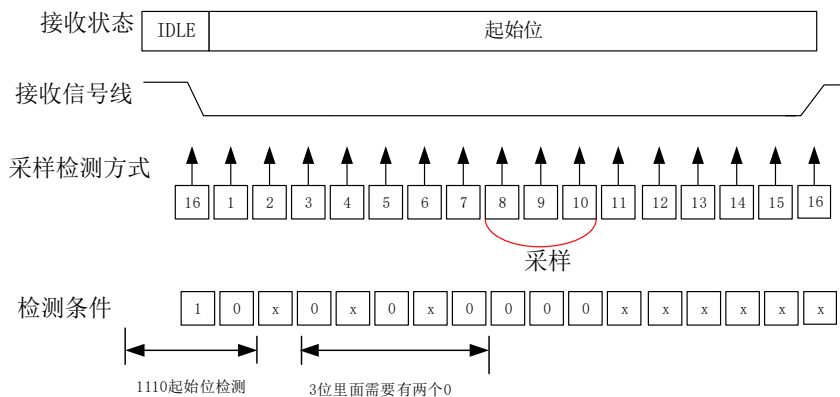 接收状态 IDLE 起始位
接收信号线
采样检测方式
16 1 2 3 4 5 6 7 8 9 10 11 12 13 14 15 16
采样
检测条件 1 0 x 0 x 0 x 0 0 0 0 x x x x x x
1110起始位检测 3位里面需要有两个0